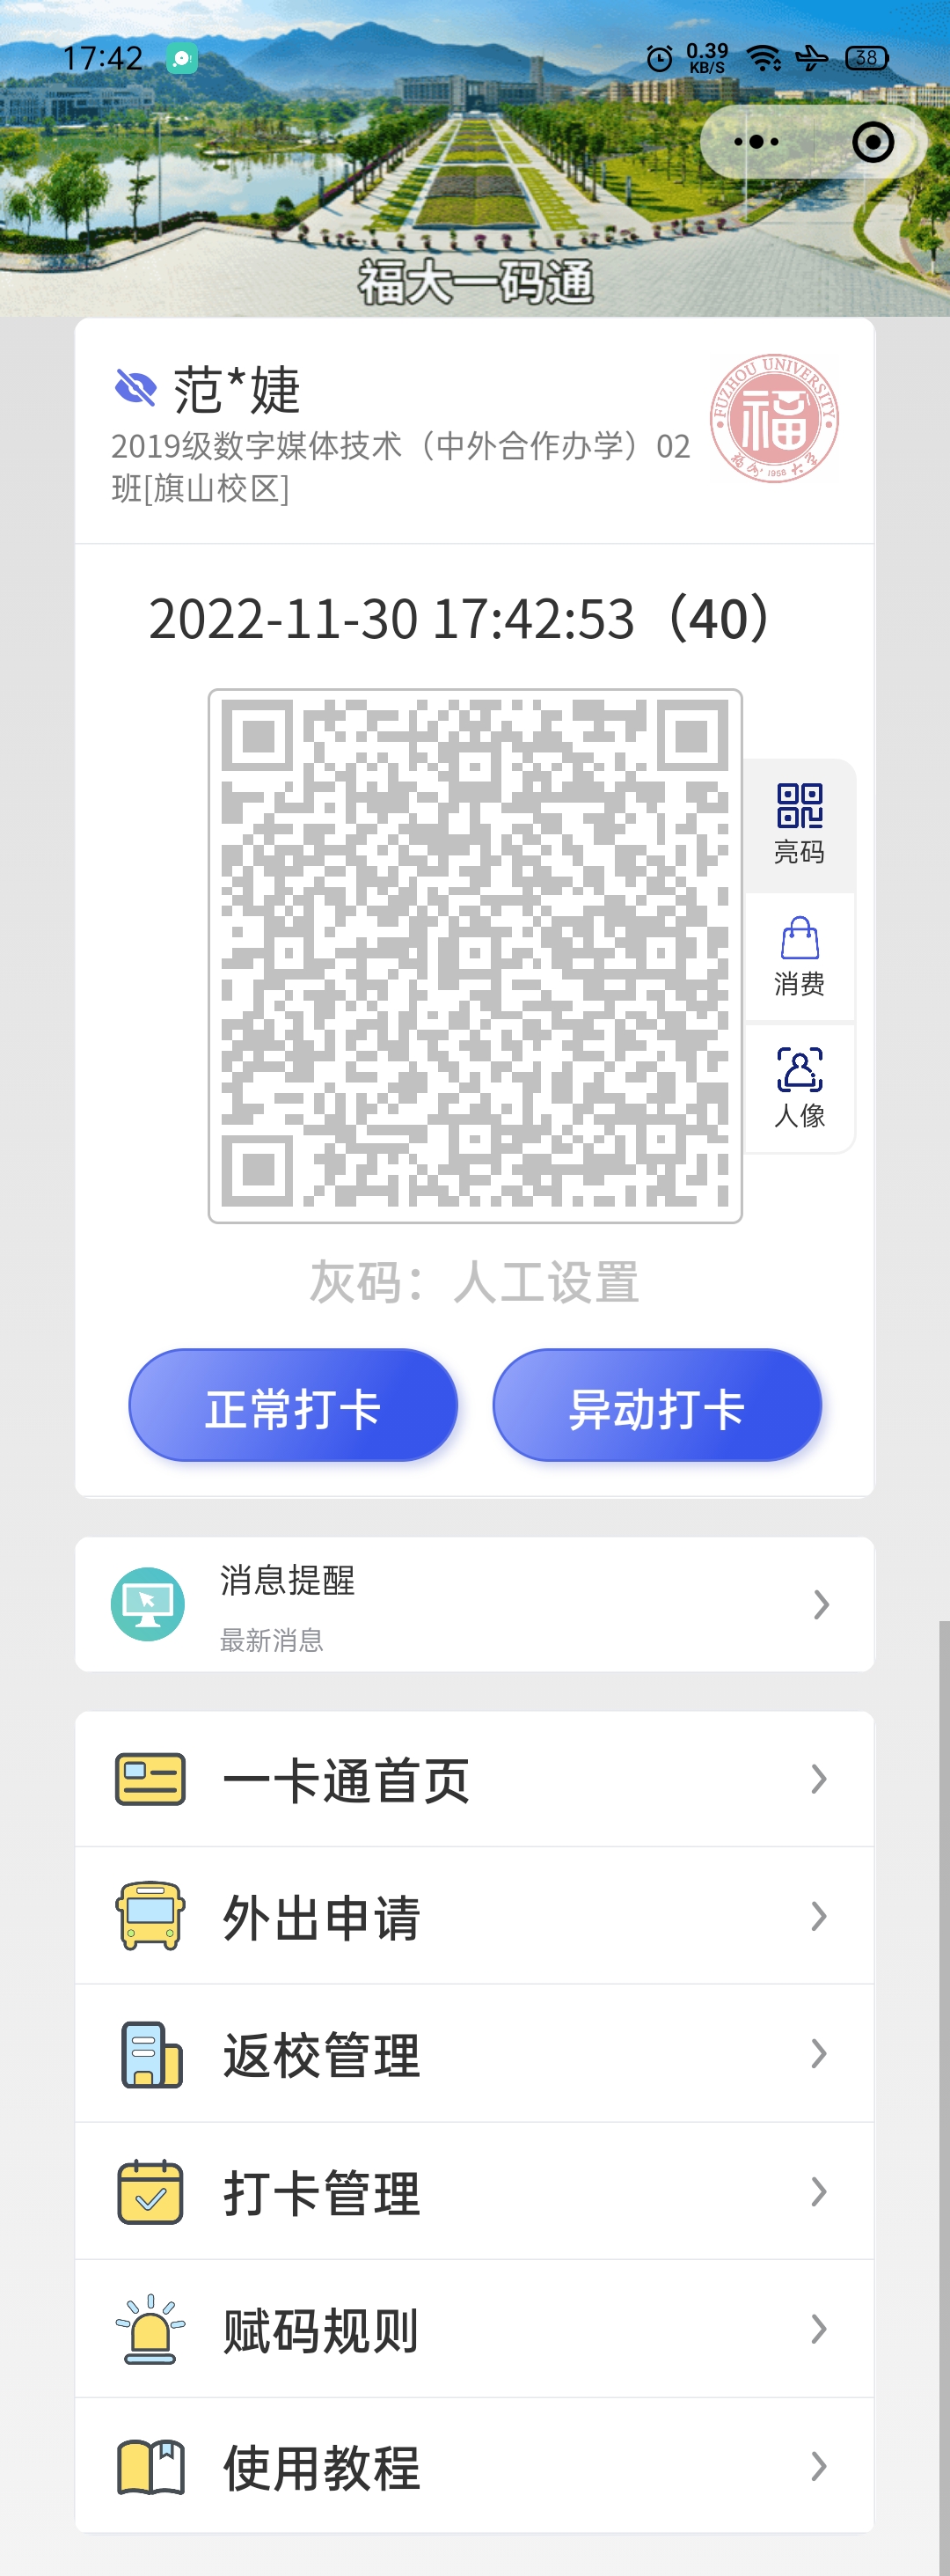 17:42
0.39
KB/S
38
福大一码通
范*婕
FUZHOU UNIVERSITY
福
福州大学
1958
2019级数字媒体技术（中外合作办学）02
班[旗山校区]
2022-11-30 17:42:53（40）
亮码
消费
人像
灰码：人工设置
正常打卡
异动打卡
消息提醒
最新消息
一卡通首页
外出申请
返校管理
打卡管理
赋码规则
使用教程